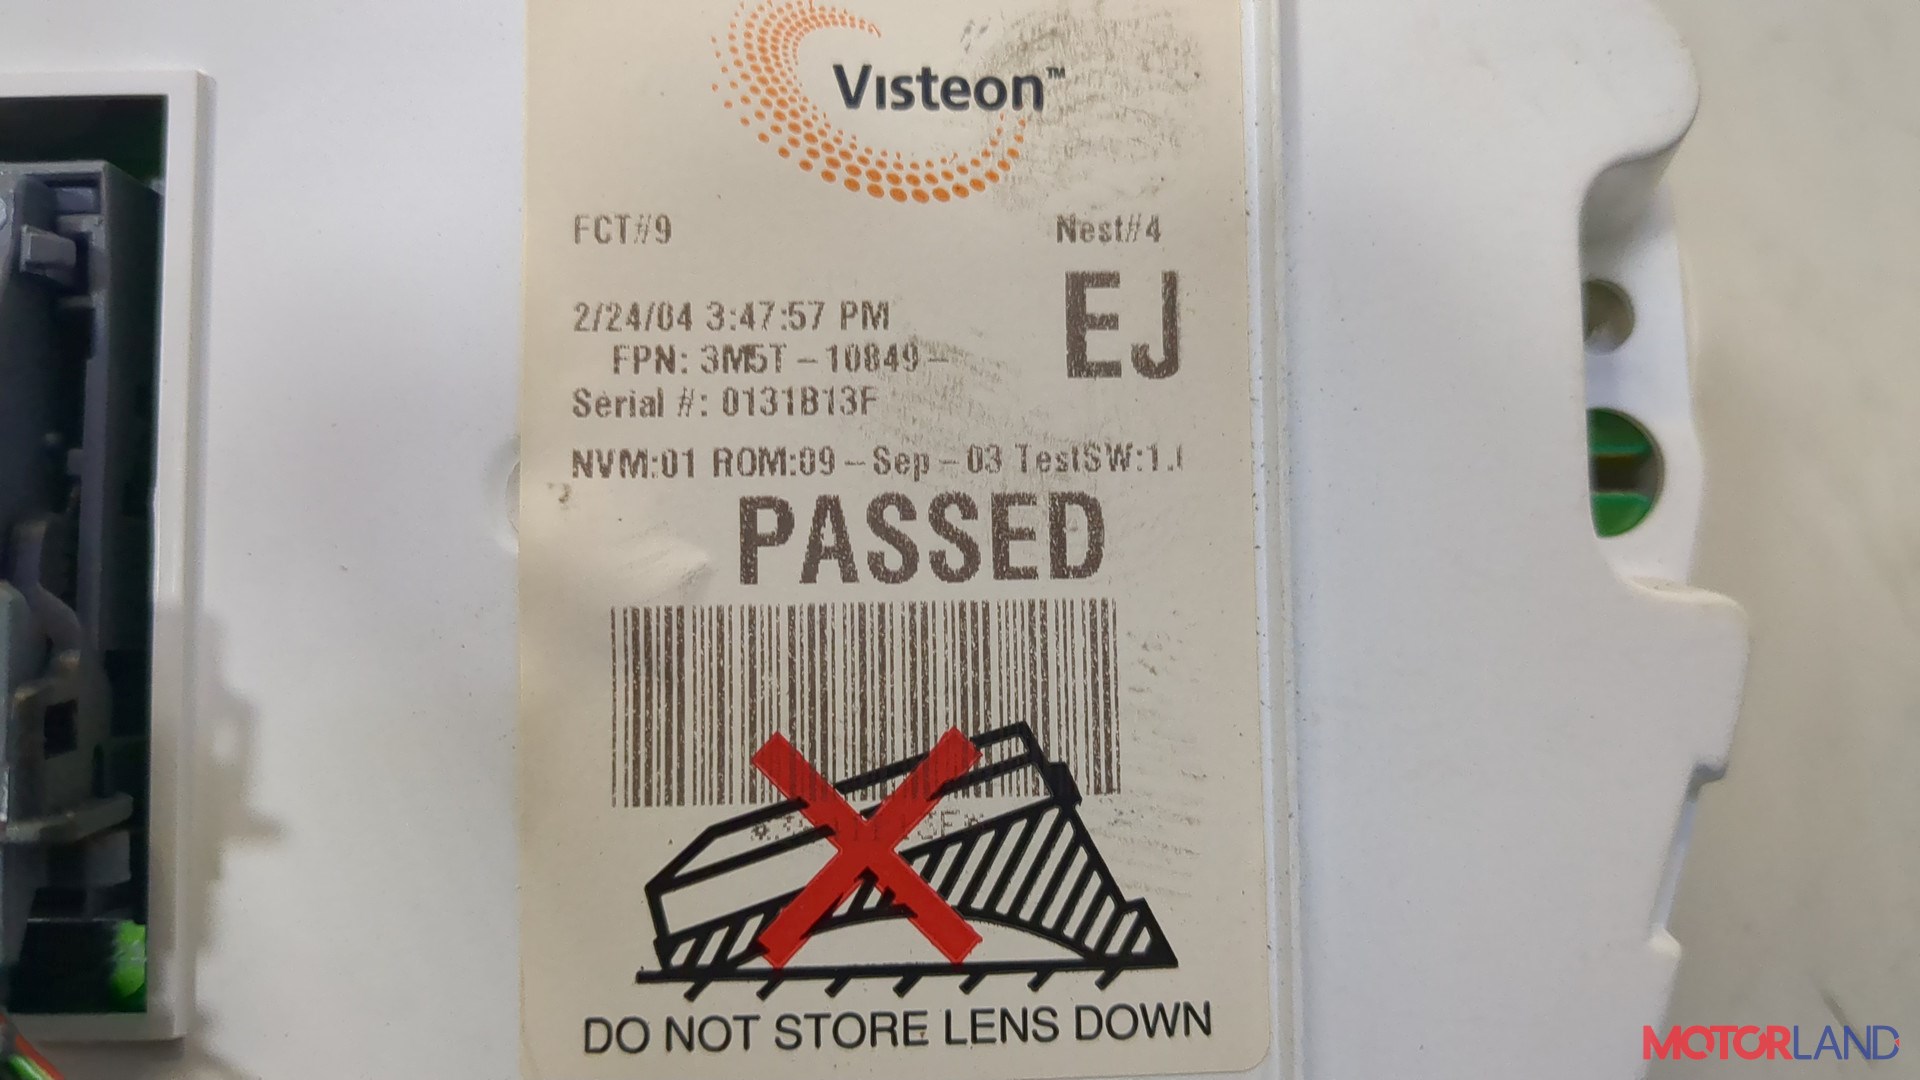 Visteon™
FCT#9 Nest#4
EJ
2/24/04 3:47:57 PM
FPN: 3M5T-10849-
Serial #: 0131B13F
NVM:01 ROM:09-Sep-03 TestSW:1.
PASSED
DO NOT STORE LENS DOWN
MOTORLAND